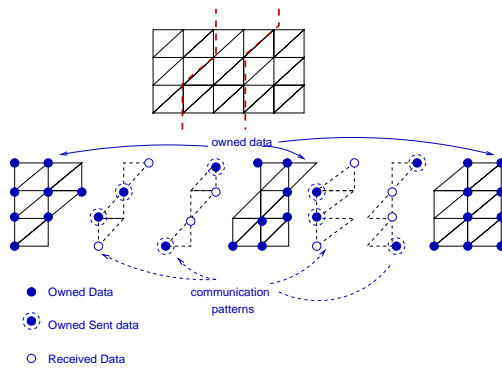 owned data
communication
patterns
Owned Data
Owned Sent data
Received Data